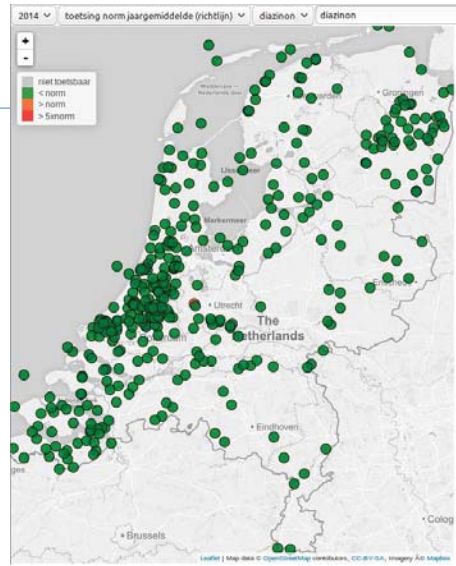 2014 toetsing norm jaargemiddelde (richtlijn) diazinon diazinon
+
-
niet toetsbaar
< norm
> norm
> 5xnorm
Groningen
Markermeer
Utrecht
The
Netherlands
Eindhoven
Brussels
Colog
Leaflet | Map data © OpenStreetMap contributors, CC-BY-SA, Imagery Â© Mapbox